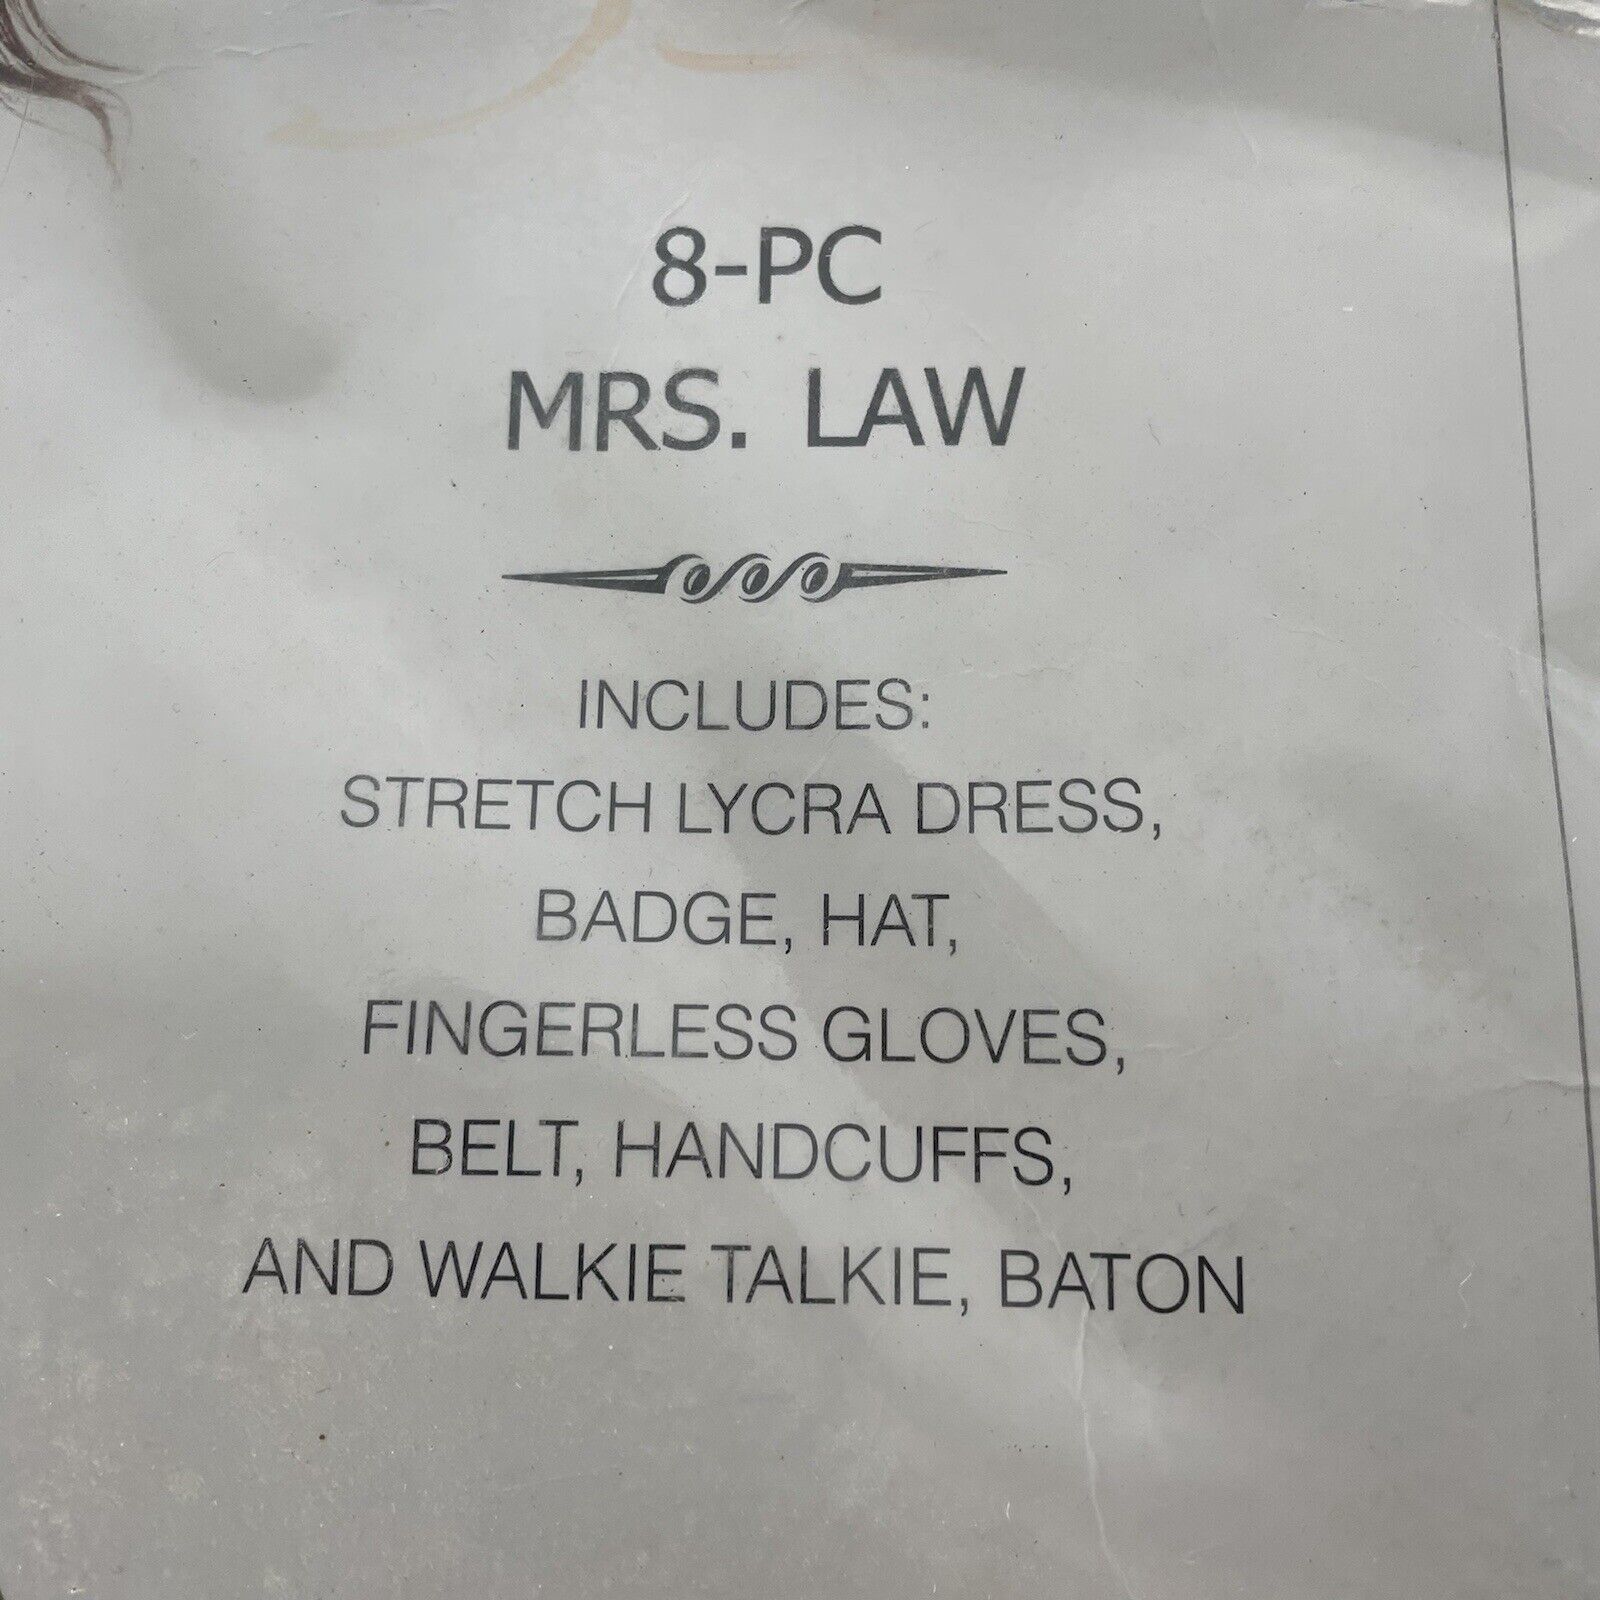 8-PC
MRS. LAW
INCLUDES:
STRETCH LYCRA DRESS,
BADGE, HAT,
FINGERLESS GLOVES,
BELT, HANDCUFFS,
AND WALKIE TALKIE, BATON